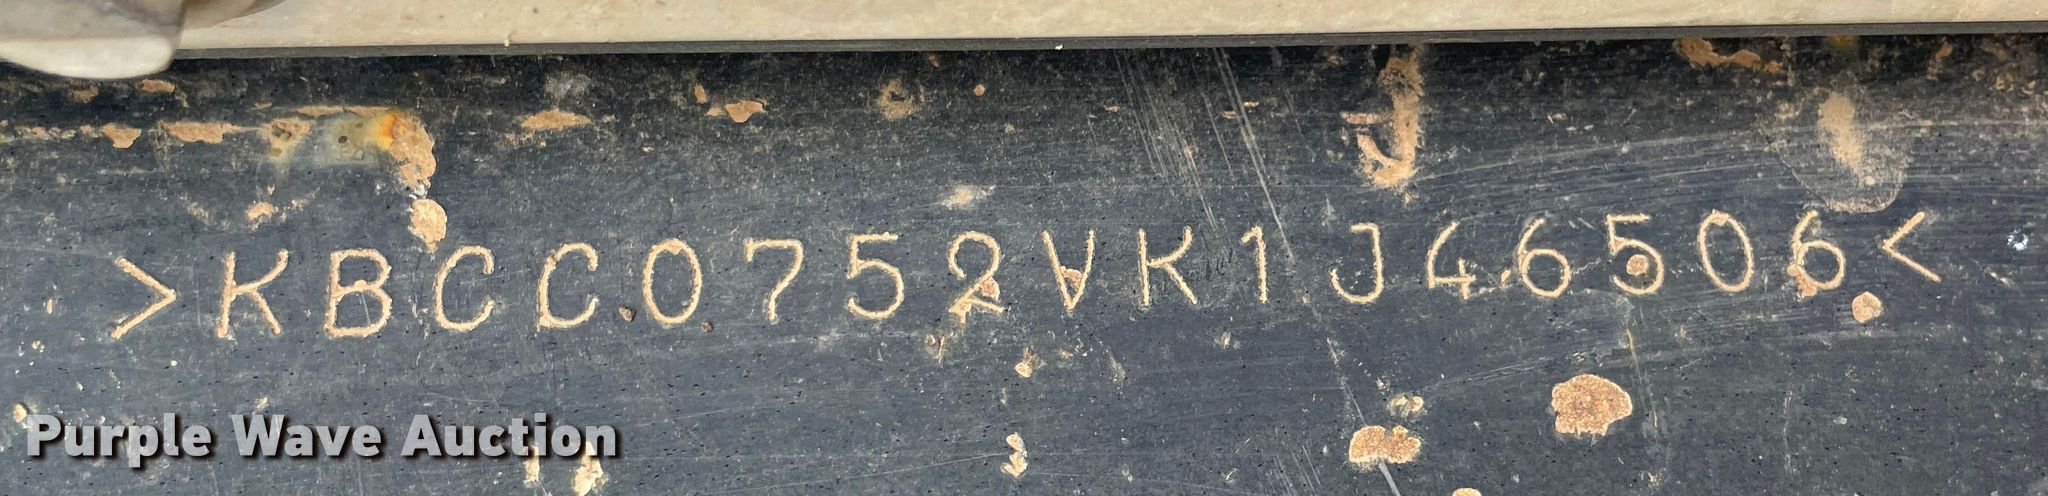 >KBCC0752VK1J46506<
Purple Wave Auction